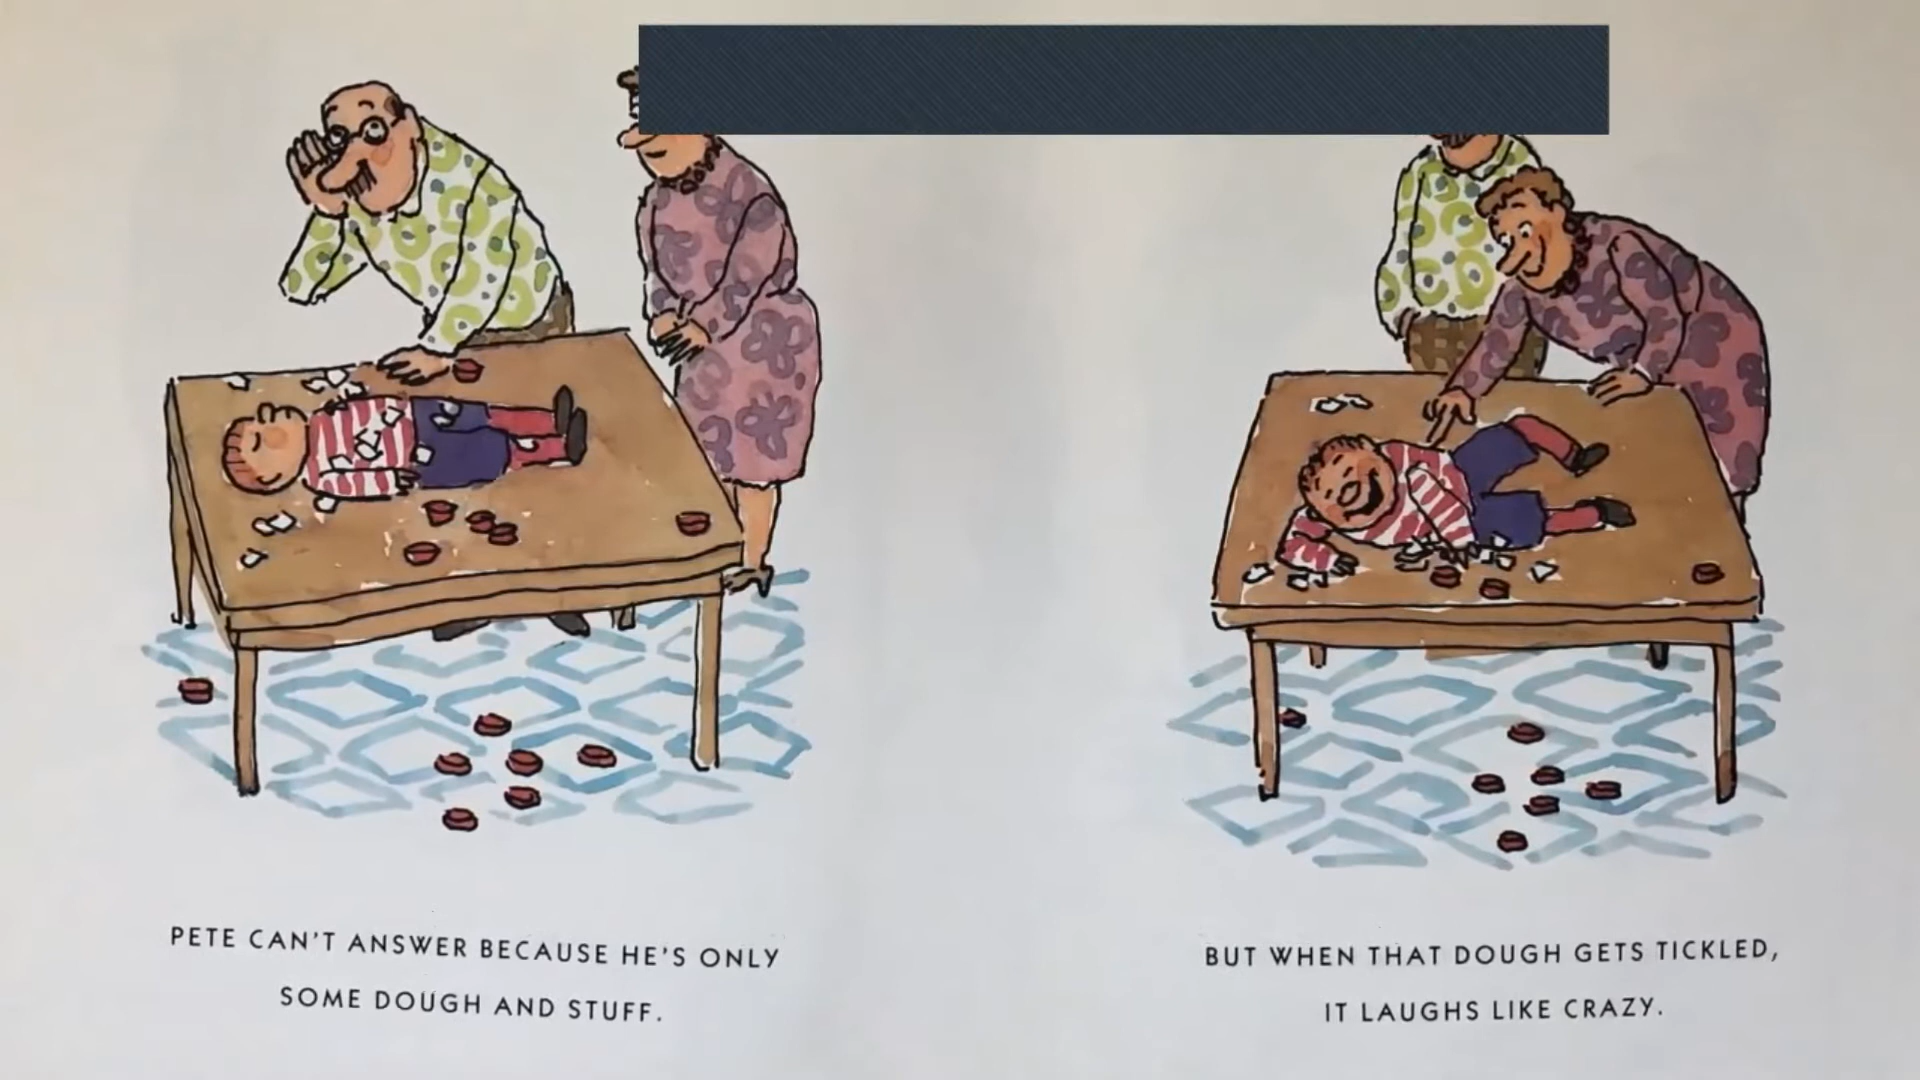 PETE CAN'T ANSWER BECAUSE HE'S ONLY
SOME DOUGH AND STUFF.
BUT WHEN THAT DOUGH GETS TICKLED,
IT LAUGHS LIKE CRAZY.